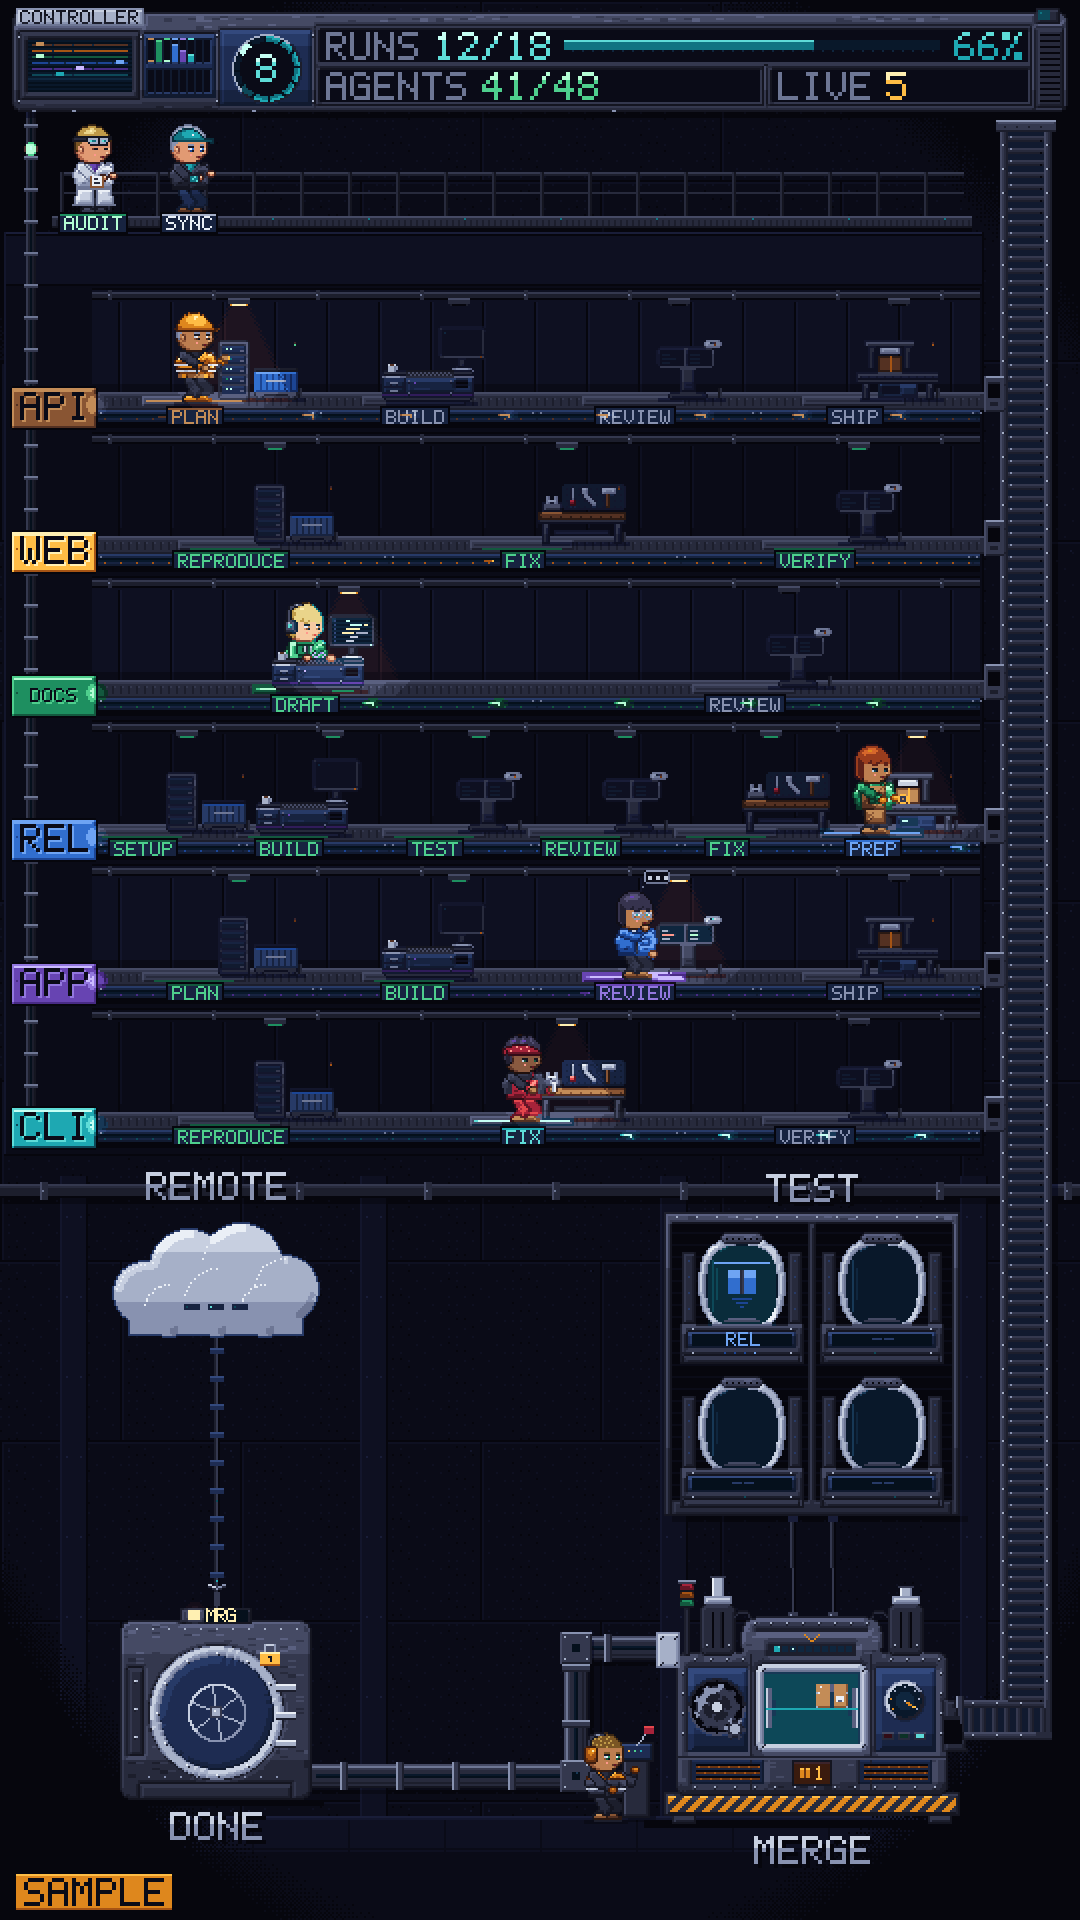 CONTROLLER
8
RUNS 12/18 66%
AGENTS 41/48 LIVE 5
AUDIT SYNC
API
PLAN BUILD REVIEW SHIP
WEB
REPRODUCE FIX VERIFY
DOCS
DRAFT REVIEW
REL
SETUP BUILD TEST REVIEW FIX PREP
APP
PLAN BUILD REVIEW SHIP
CLI
REPRODUCE FIX VERIFY
REMOTE TEST
REL --
-- --
MRG
1
1
DONE
MERGE
SAMPLE